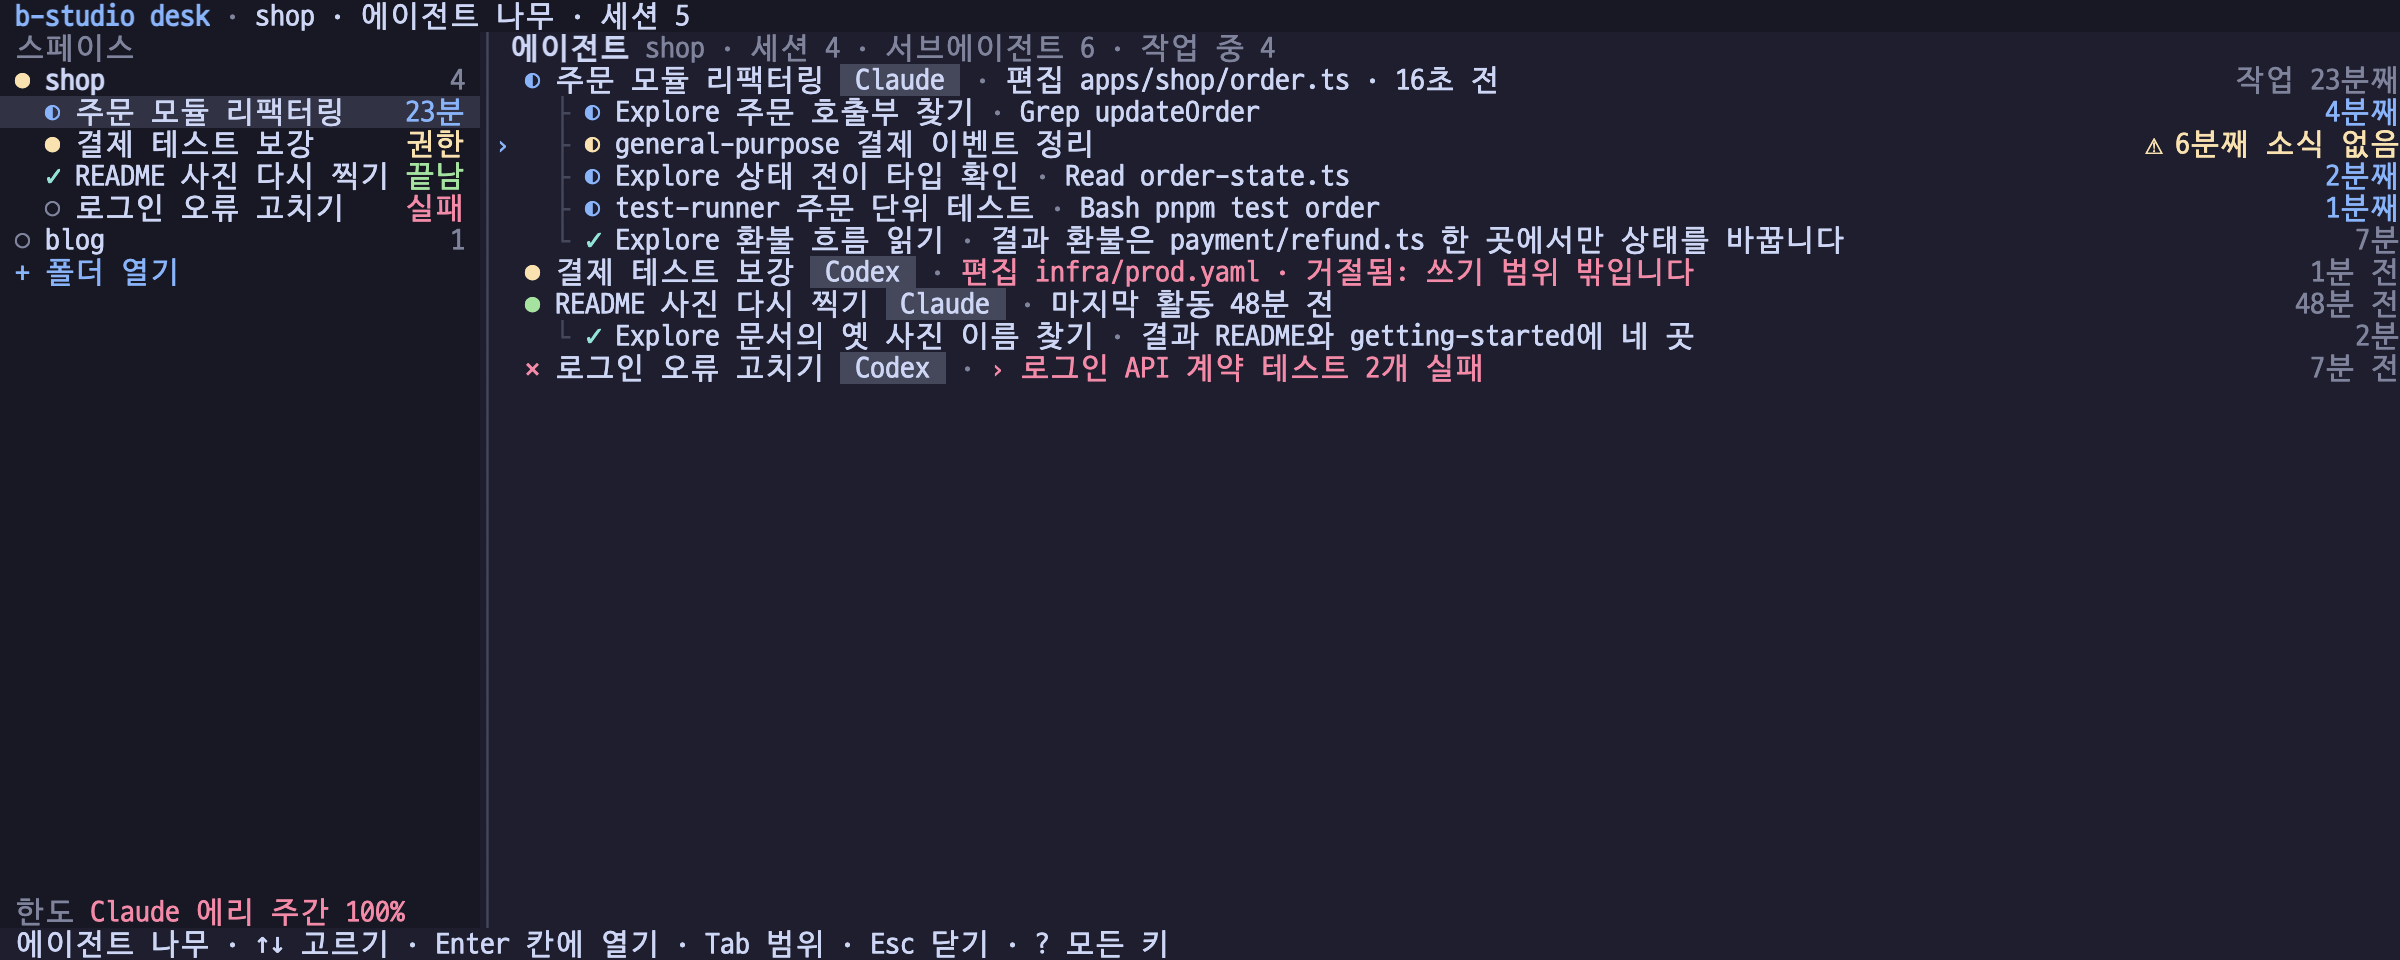 b-studio desk · shop · 에이전트 나무 · 세션 5
스페이스
● shop 4
◐ 주문 모듈 리팩터링 23분
● 결제 테스트 보강 권한
✓ README 사진 다시 찍기 끝남
○ 로그인 오류 고치기 실패
○ blog 1
+ 폴더 열기
에이전트 shop · 세션 4 · 서브에이전트 6 · 작업 중 4
◐ 주문 모듈 리팩터링 Claude · 편집 apps/shop/order.ts · 16초 전 작업 23분째
├ ◐ Explore 주문 호출부 찾기 · Grep updateOrder 4분째
› ├ ◐ general-purpose 결제 이벤트 정리 ⚠ 6분째 소식 없음
├ ◐ Explore 상태 전이 타입 확인 · Read order-state.ts 2분째
├ ◐ test-runner 주문 단위 테스트 · Bash pnpm test order 1분째
└ ✓ Explore 환불 흐름 읽기 · 결과 환불은 payment/refund.ts 한 곳에서만 상태를 바꿉니다 7분
● 결제 테스트 보강 Codex · 편집 infra/prod.yaml · 거절됨: 쓰기 범위 밖입니다 1분 전
● README 사진 다시 찍기 Claude · 마지막 활동 48분 전 48분 전
└ ✓ Explore 문서의 옛 사진 이름 찾기 · 결과 README와 getting-started에 네 곳 2분
× 로그인 오류 고치기 Codex · › 로그인 API 계약 테스트 2개 실패 7분 전
한도 Claude 에리 주간 100%
에이전트 나무 · ↑↓ 고르기 · Enter 칸에 열기 · Tab 범위 · Esc 닫기 · ? 모든 키